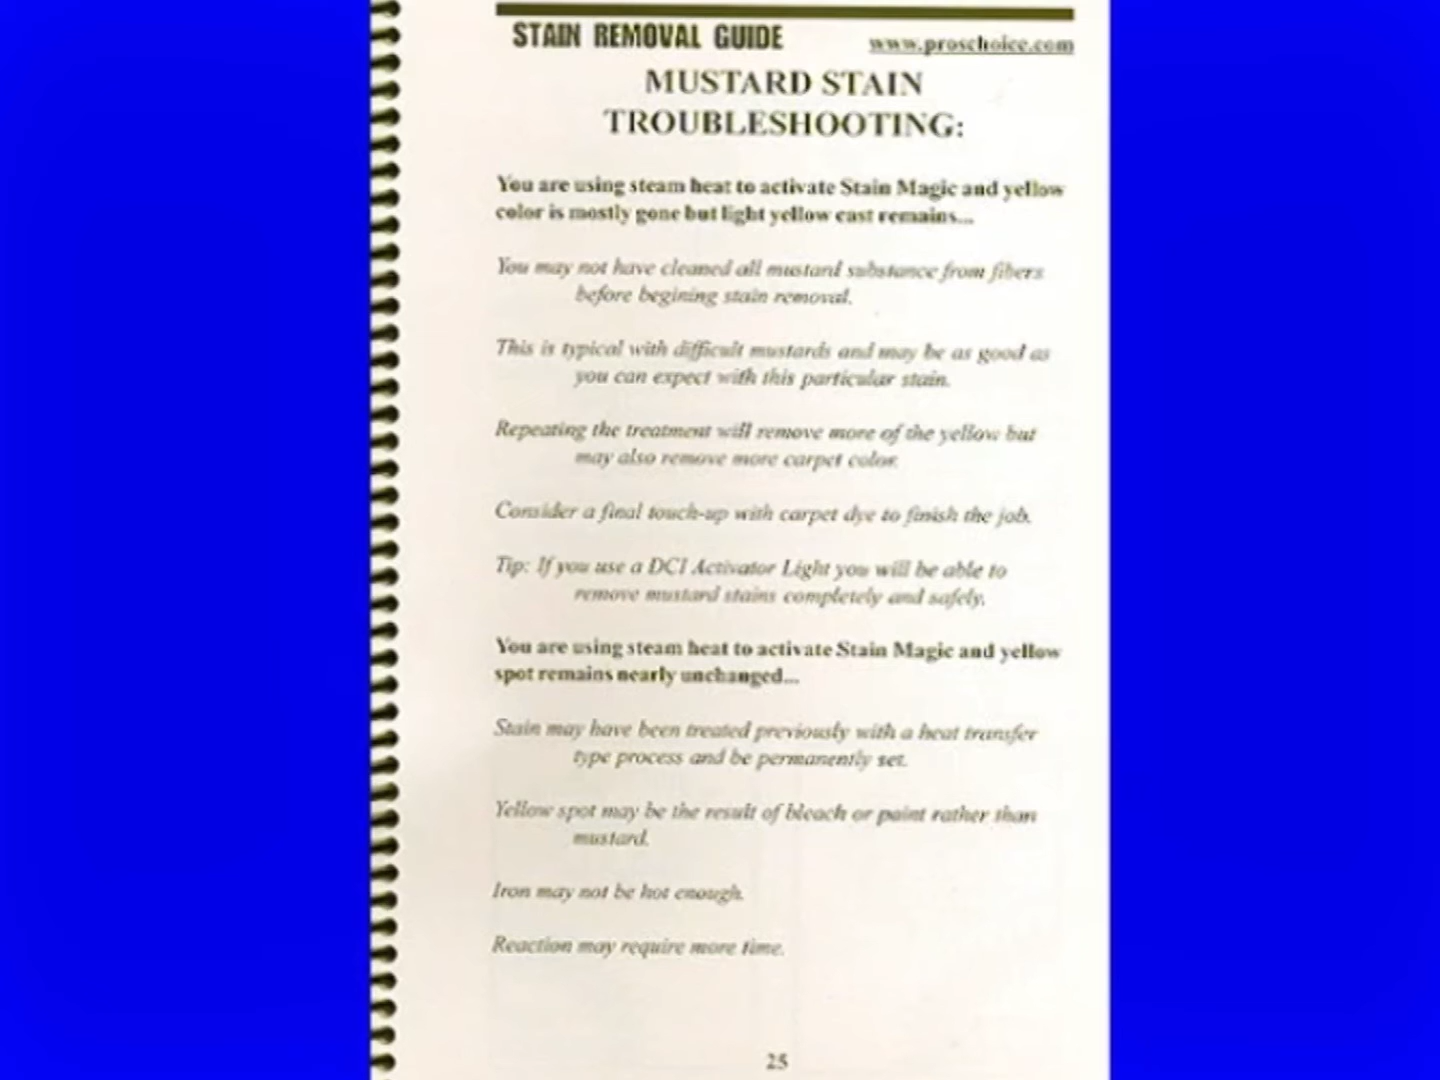 STAIN REMOVAL GUIDE www.proschoice.com
MUSTARD STAIN
TROUBLESHOOTING:
You are using steam heat to activate Stain Magic and yellow
color is mostly gone but light yellow cast remains...
You may not have cleaned all mustard substance from fibers
before begining stain removal.
This is typical with difficult mustards and may be as good as
you can expect with this particular stain.
Repeating the treatment will remove more of the yellow but
may also remove more carpet color.
Consider a final touch-up with carpet dye to finish the job.
Tip: If you use a DCI Activator Light you will be able to
remove mustard stains completely and safely.
You are using steam heat to activate Stain Magic and yellow
spot remains nearly unchanged...
Stain may have been treated previously with a heat transfer
type process and be permanently set.
Yellow spot may be the result of bleach or paint rather than
mustard.
Iron may not be hot enough.
Reaction may require more time.
25